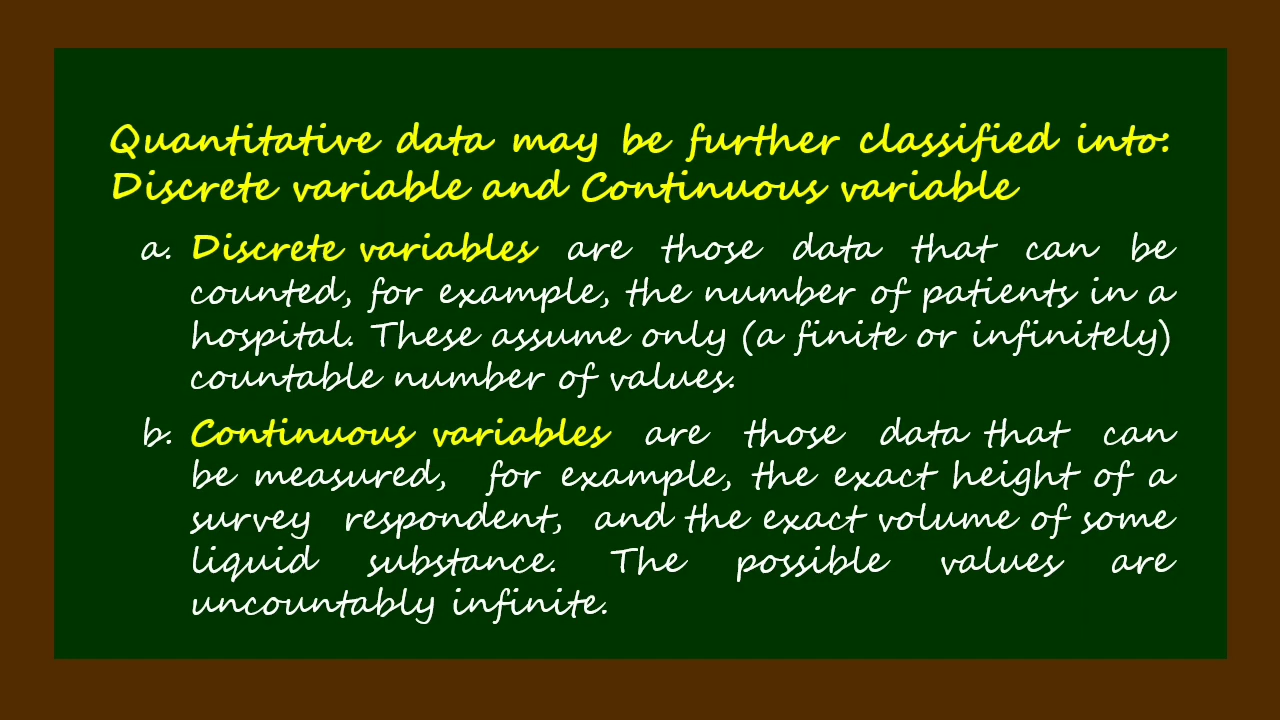 Quantitative data may be further classified into:
Discrete variable and Continuous variable
a. Discrete variables are those data that can be
counted, for example, the number of patients in a
hospital. These assume only (a finite or infinitely)
countable number of values.
b. Continuous variables are those data that can
be measured, for example, the exact height of a
survey respondent, and the exact volume of some
liquid substance. The possible values are
uncountably infinite.